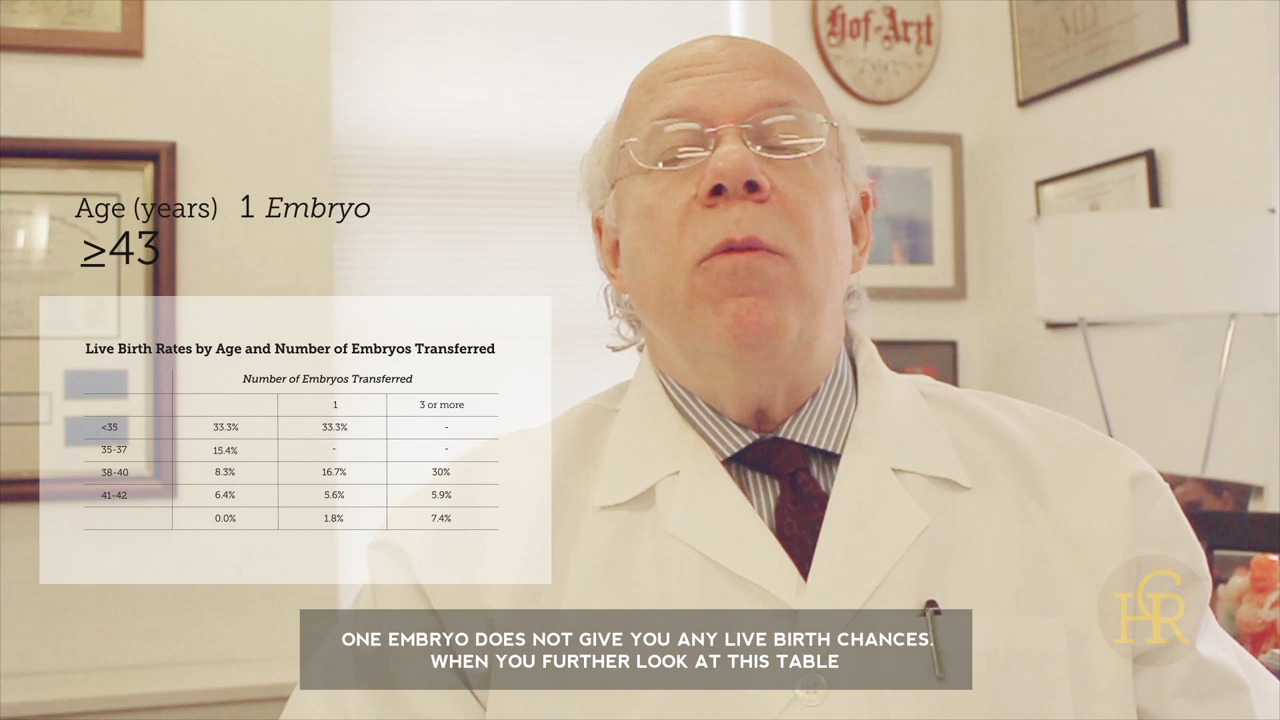 Hof-Arzt
MD
Age (years) 1 Embryo
≥43
Live Birth Rates by Age and Number of Embryos Transferred
Number of Embryos Transferred
1 3 or more
<35 33.3% 33.3% -
35-37 15.4% - -
38-40 8.3% 16.7% 30%
41-42 6.4% 5.6% 5.9%
0.0% 1.8% 7.4%
ONE EMBRYO DOES NOT GIVE YOU ANY LIVE BIRTH CHANCES.
WHEN YOU FURTHER LOOK AT THIS TABLE
CHR